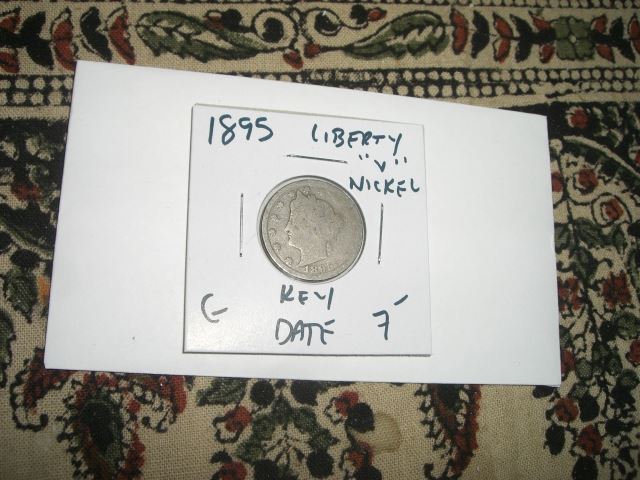 1895 LIBERTY
"V"
NICKEL
KEY
G DATE 7